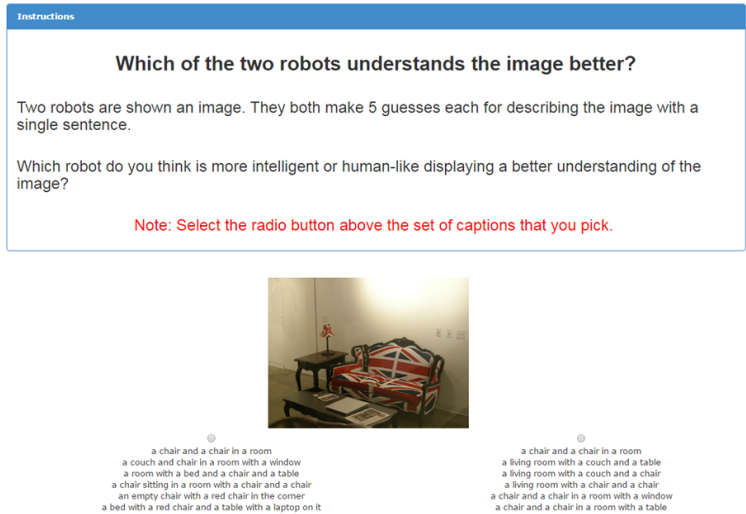 Instructions
Which of the two robots understands the image better?
Two robots are shown an image. They both make 5 guesses each for describing the image with a
single sentence.
Which robot do you think is more intelligent or human-like displaying a better understanding of the
image?
Note: Select the radio button above the set of captions that you pick.
a chair and a chair in a room
a couch and chair in a room with a window
a room with a bed and a chair and a table
a chair sitting in a room with a chair and chair
an empty chair with a red chair in the corner
a bed with a red chair and a table with a laptop on it
a chair and a chair in a room
a living room with a couch and a table
a living room with a couch and a chair
a living room with a chair and a chair
a chair and a chair in a room with a window
a chair and a chair in a room with a table